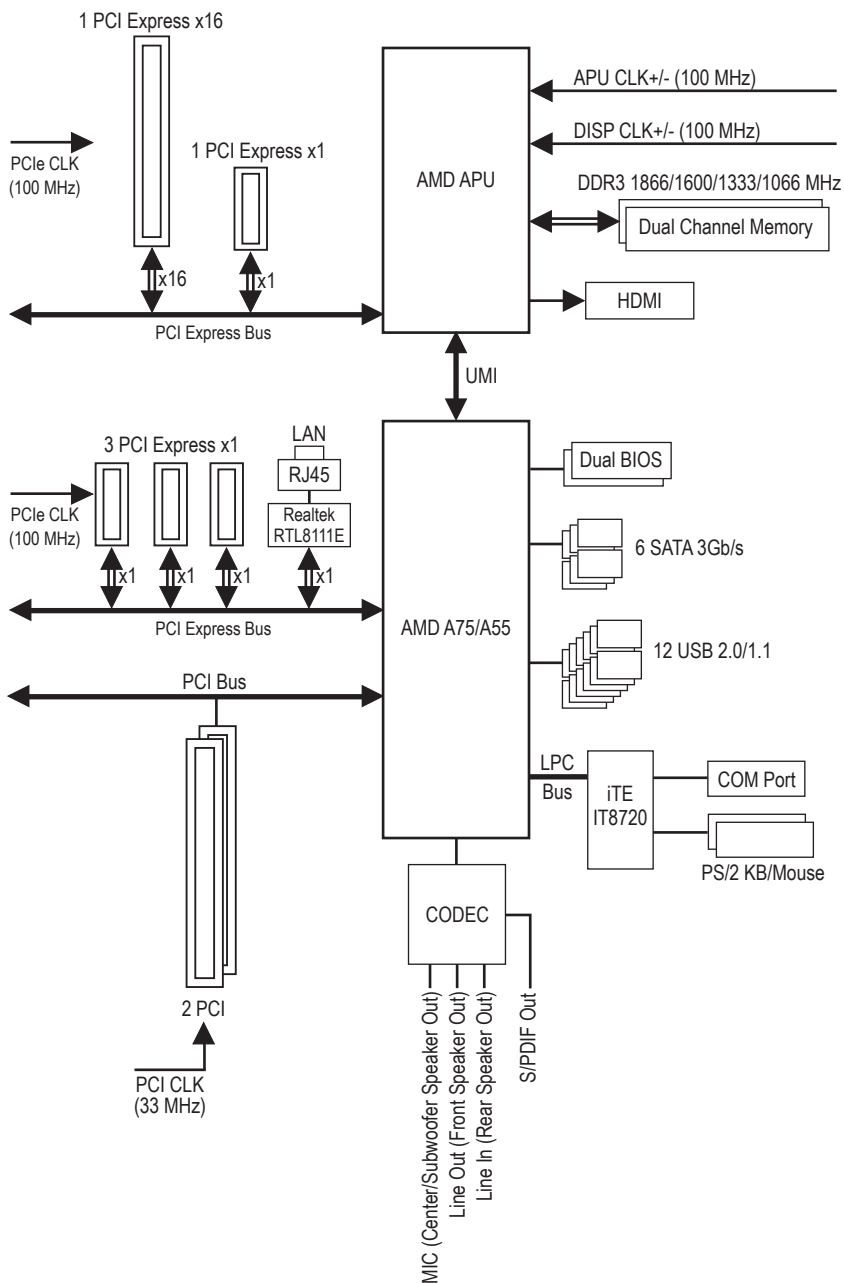 1 PCI Express x16
PCIe CLK
(100 MHz)
1 PCI Express x1
x16
x1
PCI Express Bus
AMD APU
APU CLK+/- (100 MHz)
DISP CLK+/- (100 MHz)
DDR3 1866/1600/1333/1066 MHz
Dual Channel Memory
HDMI
UMI
3 PCI Express x1
PCIe CLK
(100 MHz)
LAN
RJ45
Realtek
RTL8111E
x1
x1
x1
x1
PCI Express Bus
PCI Bus
AMD A75/A55
Dual BIOS
6 SATA 3Gb/s
12 USB 2.0/1.1
LPC
Bus
iTE
IT8720
COM Port
PS/2 KB/Mouse
2 PCI
PCI CLK
(33 MHz)
CODEC
MIC (Center/Subwoofer Speaker Out)
Line Out (Front Speaker Out)
Line In (Rear Speaker Out)
S/PDIF Out